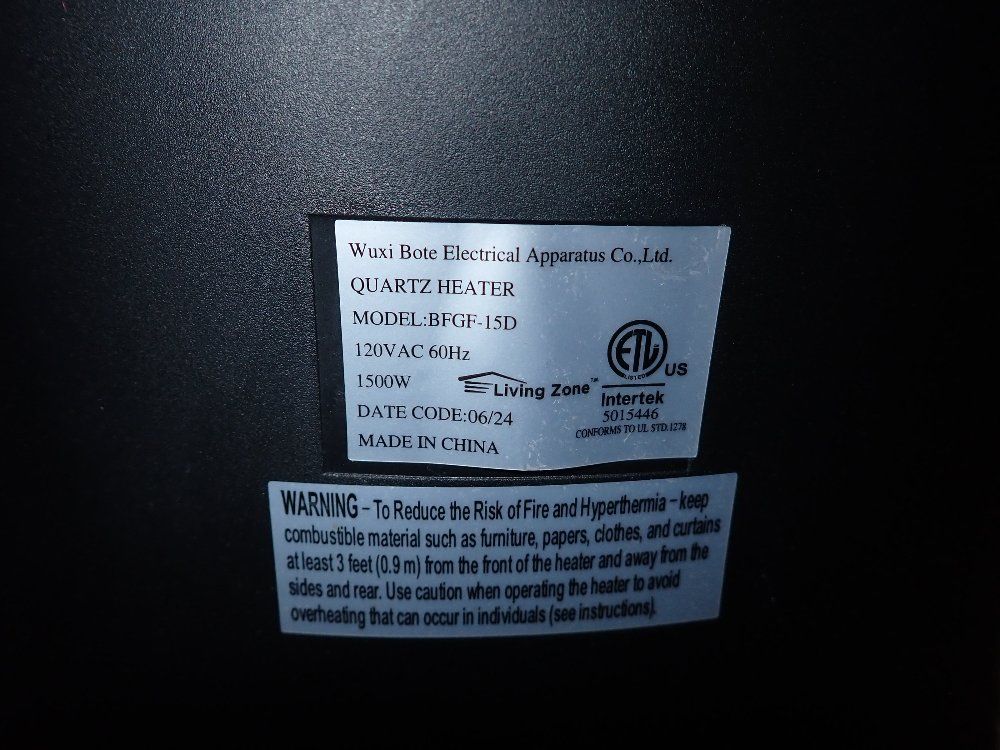 Wuxi Bote Electrical Apparatus Co.,Ltd.
QUARTZ HEATER
MODEL:BFGF-15D
120VAC 60Hz
1500W
Living Zone™
DATE CODE:06/24
MADE IN CHINA
ETL
LISTED
US
Intertek
5015446
CONFORMS TO UL STD.1278
WARNING – To Reduce the Risk of Fire and Hyperthermia – keep
combustible material such as furniture, papers, clothes, and curtains
at least 3 feet (0.9 m) from the front of the heater and away from the
sides and rear. Use caution when operating the heater to avoid
overheating that can occur in individuals (see instructions).